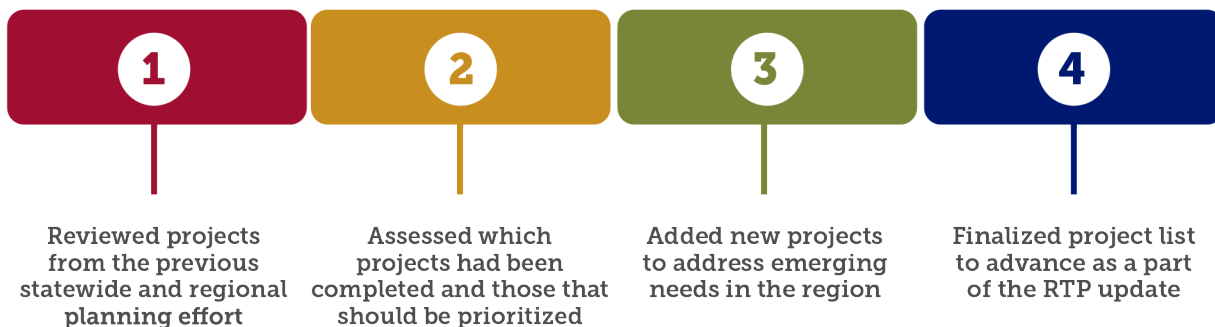 1
Reviewed projects
from the previous
statewide and regional
planning effort
2
Assessed which
projects had been
completed and those that
should be prioritized
3
Added new projects
to address emerging
needs in the region
4
Finalized project list
to advance as a part
of the RTP update